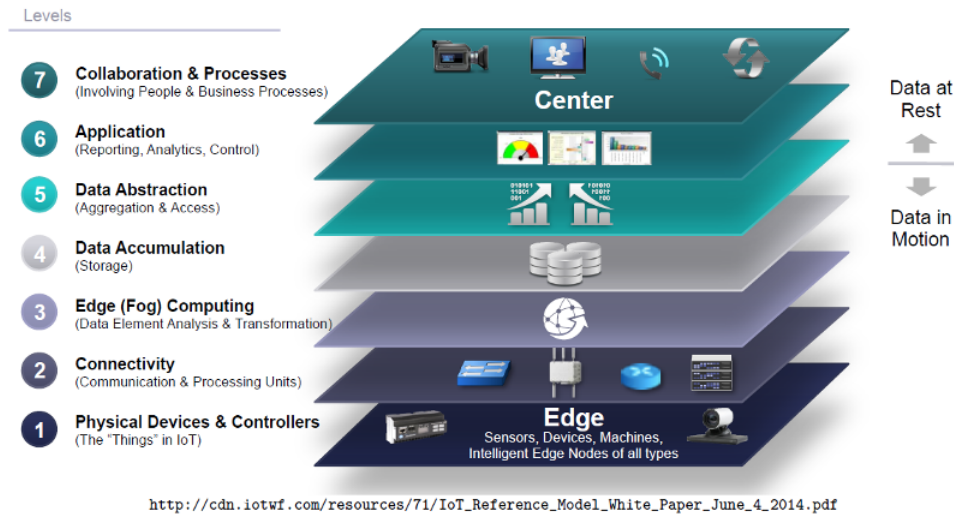 Levels
7
Collaboration & Processes
(Involving People & Business Processes)
6
Application
(Reporting, Analytics, Control)
5
Data Abstraction
(Aggregation & Access)
4
Data Accumulation
(Storage)
3
Edge (Fog) Computing
(Data Element Analysis & Transformation)
2
Connectivity
(Communication & Processing Units)
1
Physical Devices & Controllers
(The "Things" in IoT)
Center
010101
11001
001
Edge
Sensors, Devices, Machines,
Intelligent Edge Nodes of all types
Data at
Rest
Data in
Motion
http://cdn.iotwf.com/resources/71/IoT_Reference_Model_White_Paper_June_4_2014.pdf